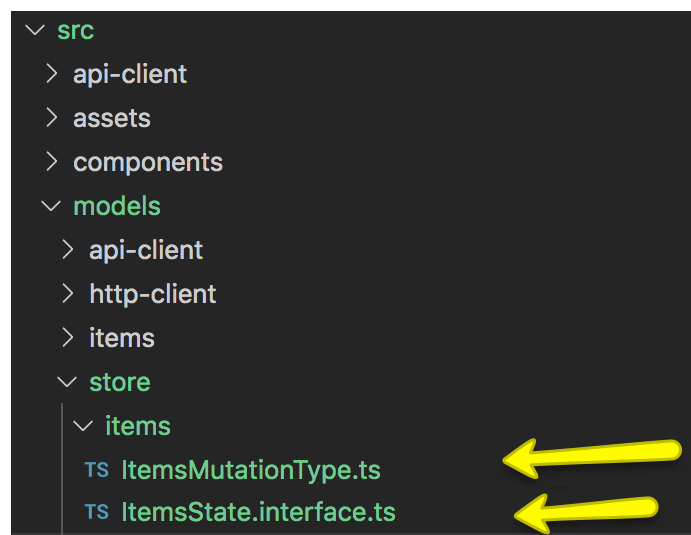 src
api-client
assets
components
models
api-client
http-client
items
store
items
TS ItemsMutationType.ts
TS ItemsState.interface.ts